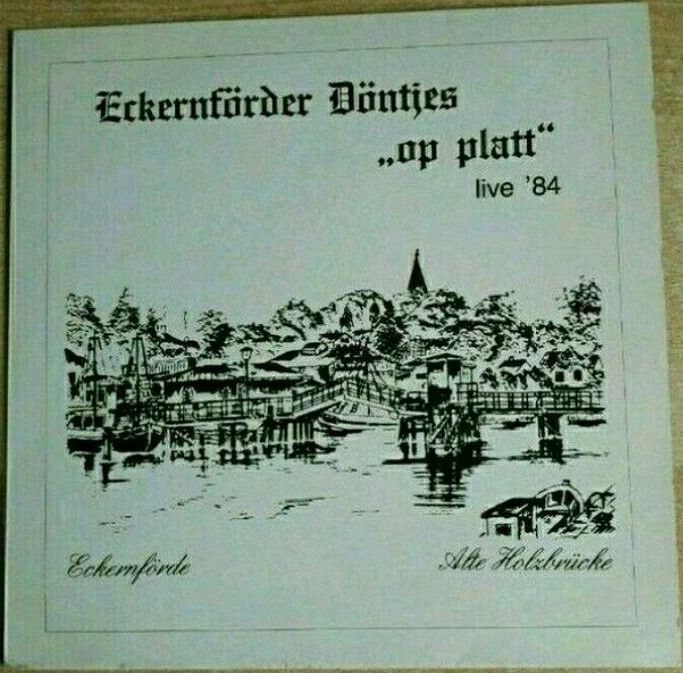 Eckernförder Döntjes
„op platt“
live '84
Eckernförde
Alte Holzbrücke